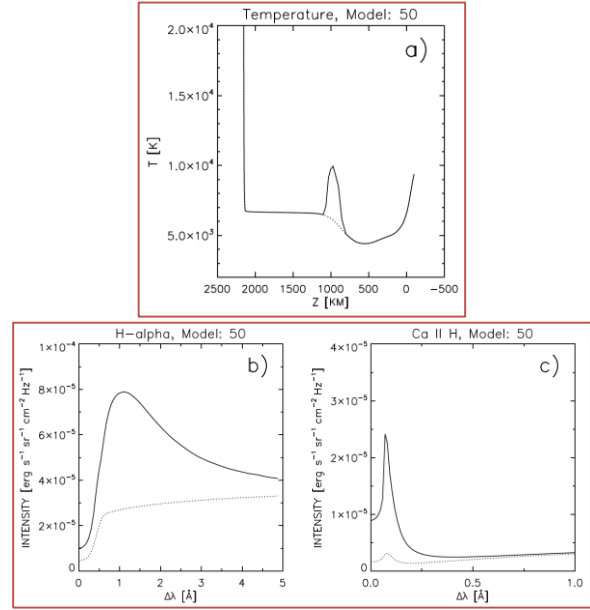 Temperature, Model: 50
a)
2.0×10⁴
1.5×10⁴
1.0×10⁴
5.0×10³
T [K]
2500 2000 1500 1000 500 0 −500
Z [KM]
H-alpha, Model: 50
b)
1×10⁻⁴
8×10⁻⁵
6×10⁻⁵
4×10⁻⁵
2×10⁻⁵
0
INTENSITY [erg s⁻¹ sr⁻¹ cm⁻² Hz⁻¹]
0 1 2 3 4 5
Δλ [Å]
Ca II H, Model: 50
c)
4×10⁻⁵
3×10⁻⁵
2×10⁻⁵
1×10⁻⁵
0
INTENSITY [erg s⁻¹ sr⁻¹ cm⁻² Hz⁻¹]
0.0 0.5 1.0
Δλ [Å]